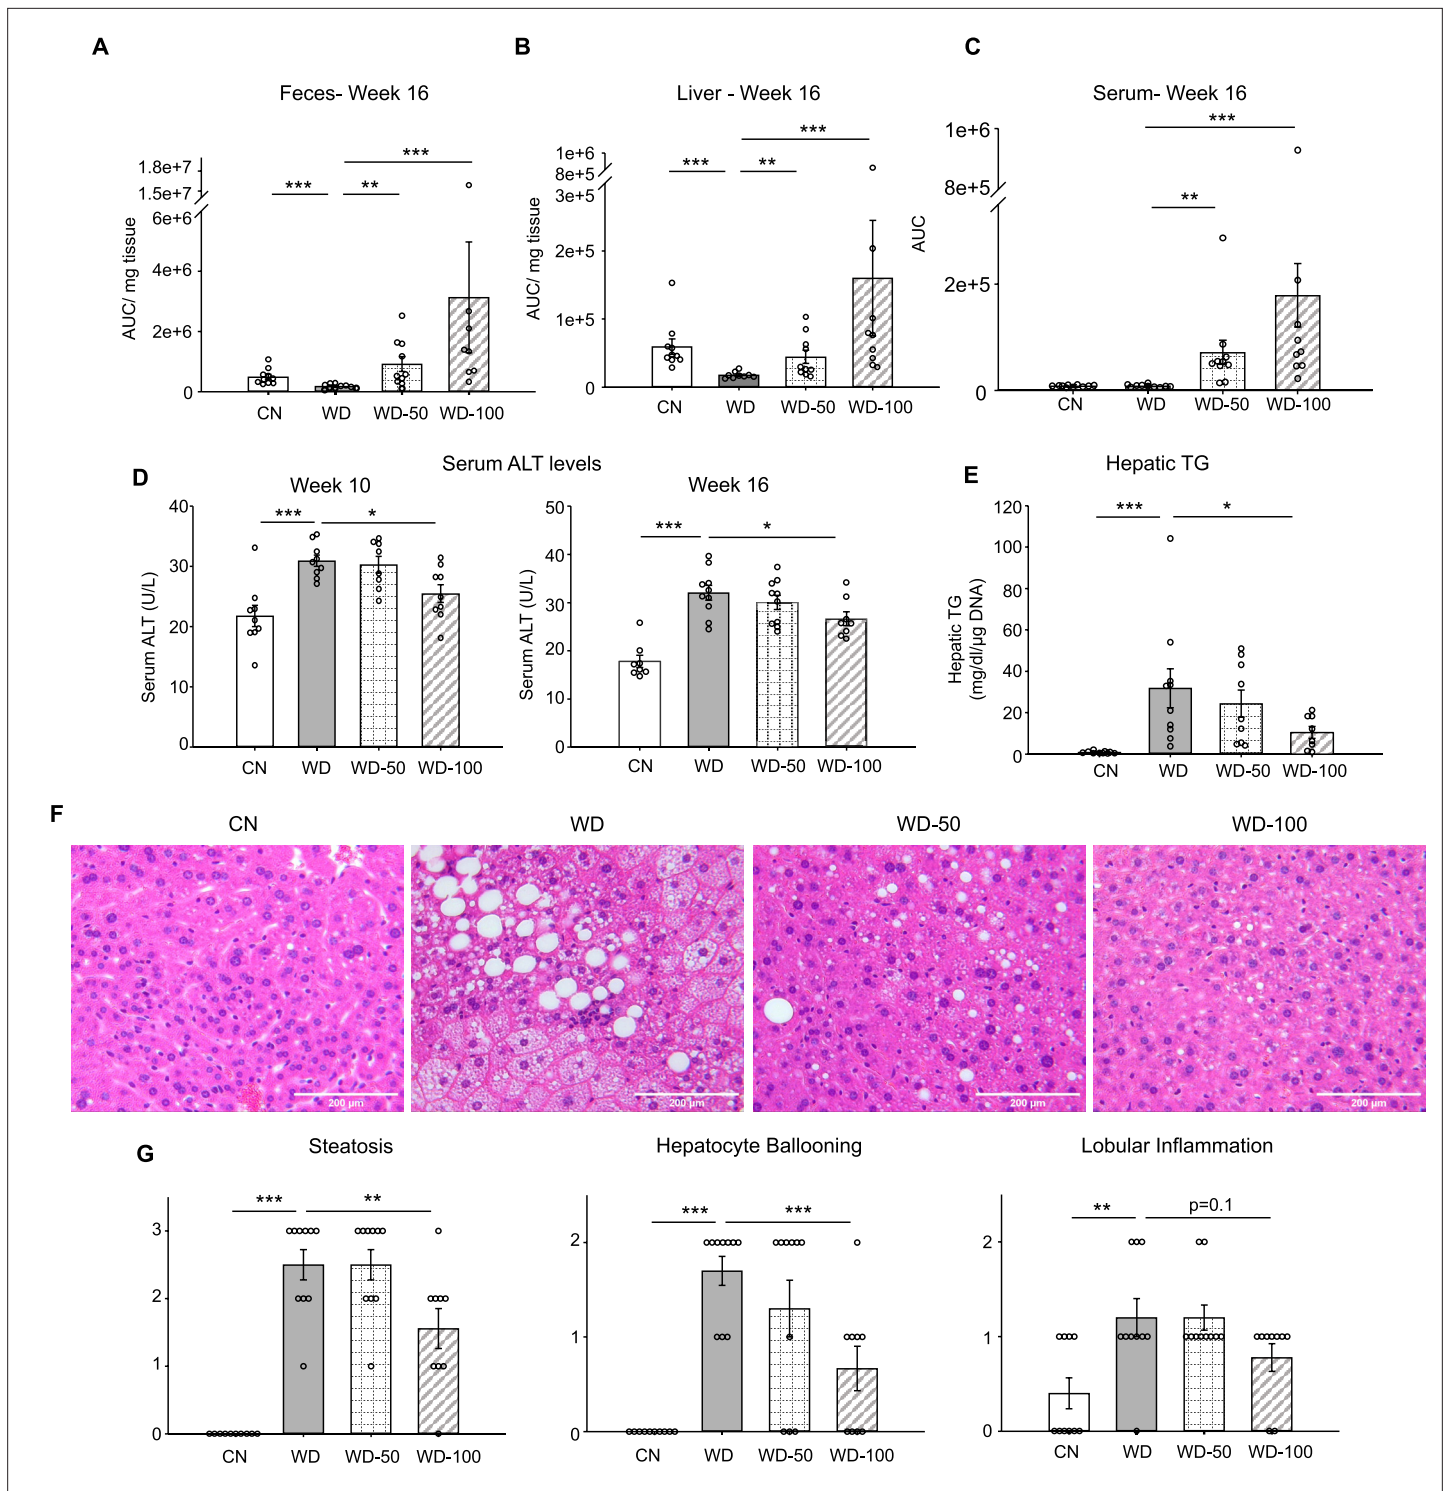 A
B
C
Feces- Week 16
Liver - Week 16
Serum- Week 16
AUC/ mg tissue
1.8e+7
1.5e+7
6e+6
4e+6
2e+6
0
***
***
**
CN
WD
WD-50
WD-100
AUC/ mg tissue
1e+6
8e+5
3e+5
2e+5
1e+5
0
***
***
**
CN
WD
WD-50
WD-100
AUC
1e+6
8e+5
2e+5
0
***
**
CN
WD
WD-50
WD-100
D
Serum ALT levels
Week 10
Serum ALT (U/L)
40
30
20
10
0
***
*
CN
WD
WD-50
WD-100
Week 16
Serum ALT (U/L)
50
40
30
20
10
0
***
*
CN
WD
WD-50
WD-100
E
Hepatic TG
Hepatic TG
(mg/dl/µg DNA)
120
100
80
60
40
20
0
***
*
CN
WD
WD-50
WD-100
F
CN
WD
WD-50
WD-100
200 µm
200 µm
200 µm
200 µm
G
Steatosis
3
2
1
0
***
**
CN
WD
WD-50
WD-100
Hepatocyte Ballooning
2
1
0
***
***
CN
WD
WD-50
WD-100
Lobular Inflammation
2
1
0
**
p=0.1
CN
WD
WD-50
WD-100